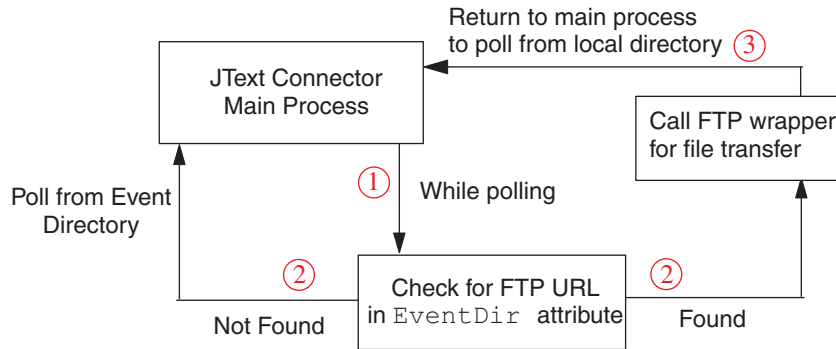 Return to main process
to poll from local directory
③
JText Connector
Main Process
Call FTP wrapper
for file transfer
①
While polling
Poll from Event
Directory
②
Not Found
Check for FTP URL
in EventDir attribute
②
Found